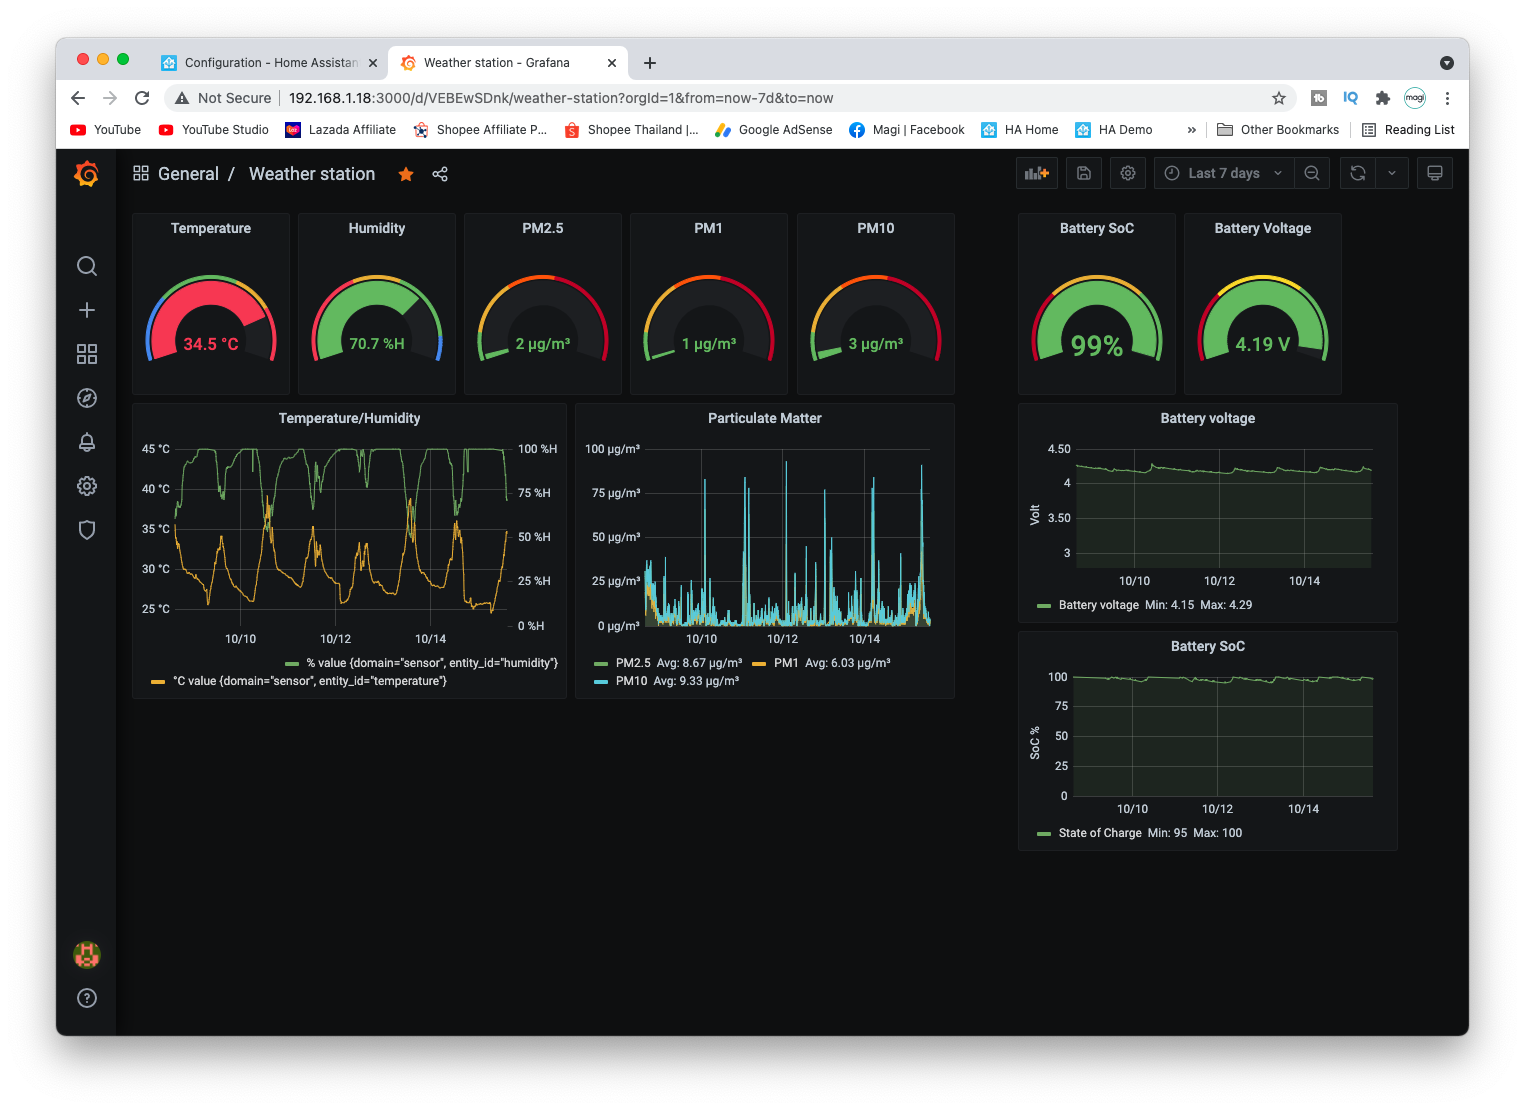 Configuration - Home Assistan
Weather station - Grafana
Not Secure
192.168.1.18:3000/d/VEBEwSDnk/weather-station?orgId=1&from=now-7d&to=now
tb
IQ
magi
YouTube
YouTube Studio
Lazada Affiliate
Shopee Affiliate P...
Shopee Thailand |...
Google AdSense
Magi | Facebook
HA Home
HA Demo
»
Other Bookmarks
Reading List
General / Weather station
Last 7 days
Temperature
34.5 °C
Humidity
70.7 %H
PM2.5
2 µg/m³
PM1
1 µg/m³
PM10
3 µg/m³
Battery SoC
99%
Battery Voltage
4.19 V
Temperature/Humidity
45 °C
40 °C
35 °C
30 °C
25 °C
100 %H
75 %H
50 %H
25 %H
0 %H
10/10
10/12
10/14
% value {domain="sensor", entity_id="humidity"}
°C value {domain="sensor", entity_id="temperature"}
Particulate Matter
100 µg/m³
75 µg/m³
50 µg/m³
25 µg/m³
0 µg/m³
10/10
10/12
10/14
PM2.5 Avg: 8.67 µg/m³
PM1 Avg: 6.03 µg/m³
PM10 Avg: 9.33 µg/m³
Battery voltage
Volt
4.50
4
3.50
3
10/10
10/12
10/14
Battery voltage Min: 4.15 Max: 4.29
Battery SoC
SoC %
100
75
50
25
0
10/10
10/12
10/14
State of Charge Min: 95 Max: 100